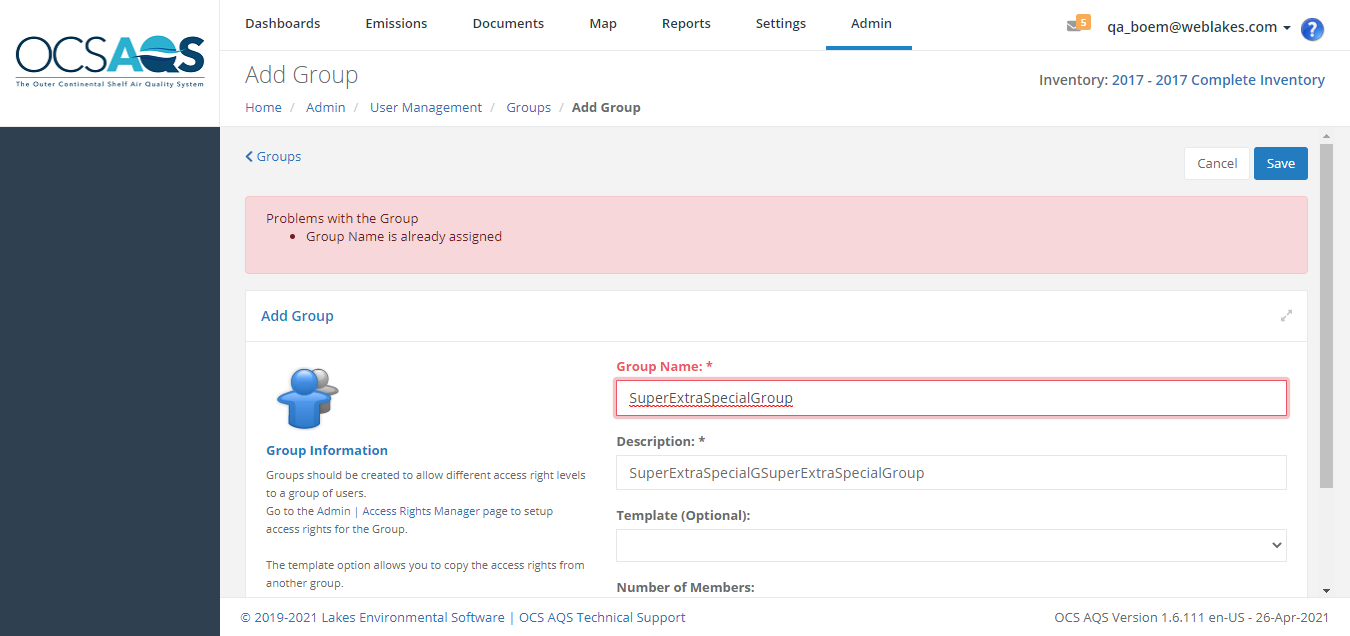 OCSAQS
The Outer Continental Shelf Air Quality System
Dashboards Emissions Documents Map Reports Settings Admin
5 qa_boem@weblakes.com ?
Add Group
Inventory: 2017 - 2017 Complete Inventory
Home / Admin / User Management / Groups / Add Group
Groups
Cancel Save
Problems with the Group
• Group Name is already assigned
Add Group
Group Name: *
SuperExtraSpecialGroup
Description: *
SuperExtraSpecialGSuperExtraSpecialGroup
Template (Optional):
Number of Members:
Group Information
Groups should be created to allow different access right levels
to a group of users.
Go to the Admin | Access Rights Manager page to setup
access rights for the Group.
The template option allows you to copy the access rights from
another group.
© 2019-2021 Lakes Environmental Software | OCS AQS Technical Support
OCS AQS Version 1.6.111 en-US - 26-Apr-2021